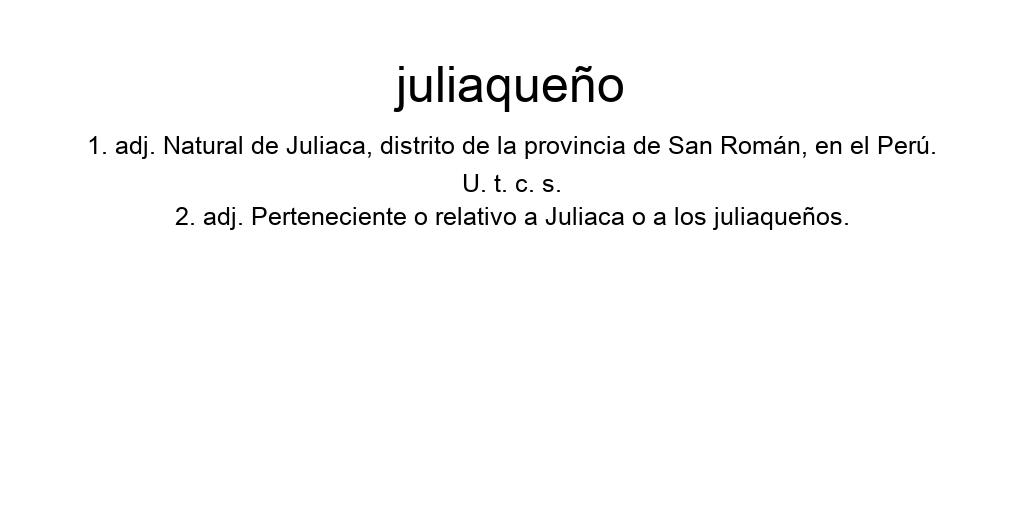 juliaqueño
1. adj. Natural de Juliaca, distrito de la provincia de San Román, en el Perú.
U. t. c. s.
2. adj. Perteneciente o relativo a Juliaca o a los juliaqueños.